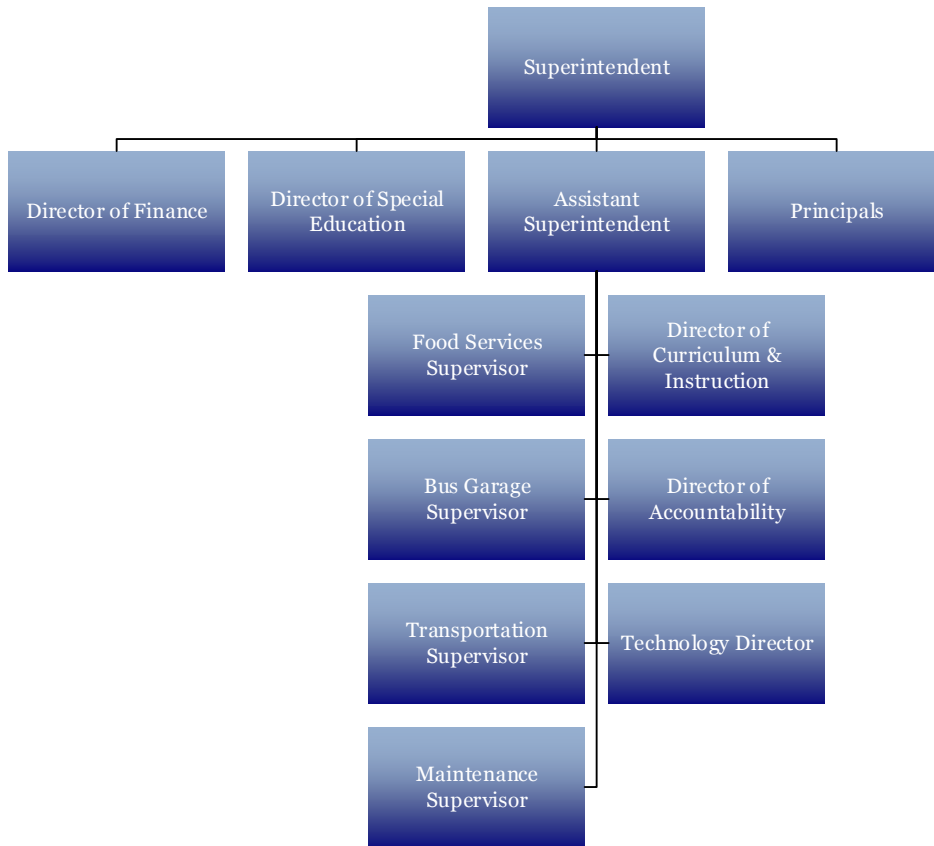 Superintendent
Director of Finance
Director of Special
Education
Assistant
Superintendent
Principals
Food Services
Supervisor
Director of
Curriculum &
Instruction
Bus Garage
Supervisor
Director of
Accountability
Transportation
Supervisor
Technology Director
Maintenance
Supervisor